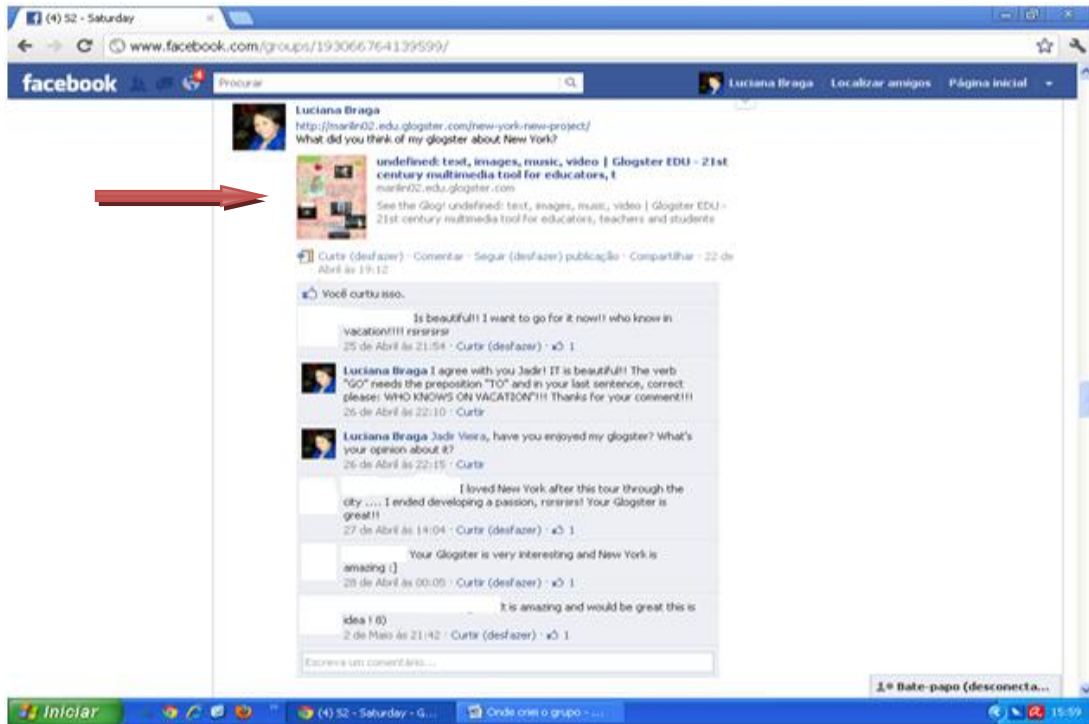 (4) S2 - Saturday
www.facebook.com/groups/193066764139599/
facebook
4
Procurar
Luciana Braga Localizar amigos Página inicial
Luciana Braga
http://marilin02.edu.glogster.com/new-york-new-project/
What did you think of my glogster about New York?
undefined: text, images, music, video | Glogster EDU - 21st
century multimedia tool for educators, t
marilin02.edu.glogster.com
See the Glog! undefined: text, images, music, video | Glogster EDU -
21st century multimedia tool for educators, teachers and students
Curtir (desfazer) · Comentar · Seguir (desfazer) publicação · Compartilhar · 22 de
Abril às 19:12
Você curtiu isso.
Is beautiful!! I want to go for it now!! who know in
vacation!!!! rsrsrsrsr
25 de Abril às 21:54 · Curtir (desfazer) · 1
Luciana Braga I agree with you Jadir! IT is beautiful!! The verb
"GO" needs the preposition "TO" and in your last sentence, correct
please: WHO KNOWS ON VACATION"!!! Thanks for your comment!!!
26 de Abril às 22:10 · Curtir
Luciana Braga Jadir Vieira, have you enjoyed my glogster? What's
your opinion about it?
26 de Abril às 22:15 · Curtir
I loved New York after this tour through the
city .... I ended developing a passion, rsrsrsrs! Your Glogster is
great!!
27 de Abril às 14:04 · Curtir (desfazer) · 1
Your Glogster is very interesting and New York is
amazing :]
28 de Abril às 00:05 · Curtir (desfazer) · 1
It is amazing and would be great this is
idea ! 8)
2 de Maio às 21:42 · Curtir (desfazer) · 1
Escreva um comentário...
Bate-papo (desconecta...
Iniciar
(4) S2 - Saturday - G...
Onde criei o grupo - ...
15:59